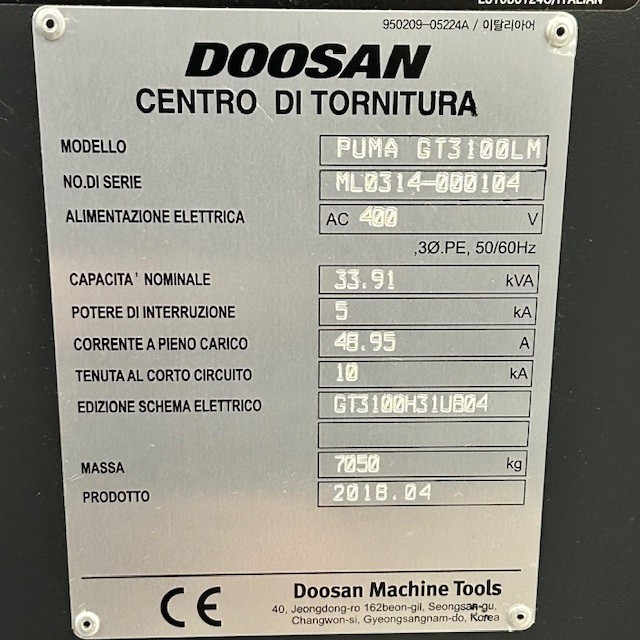 950209-05224A / 이탈리아어
DOOSAN
CENTRO DI TORNITURA
MODELLO PUMA GT3100LM
NO.DI SERIE ML0314-000104
ALIMENTAZIONE ELETTRICA AC 400 V
,3Ø.PE, 50/60Hz
CAPACITA' NOMINALE 33.91 kVA
POTERE DI INTERRUZIONE 5 kA
CORRENTE A PIENO CARICO 48.95 A
TENUTA AL CORTO CIRCUITO 10 kA
EDIZIONE SCHEMA ELETTRICO GT3100H31UB04
MASSA 7050 kg
PRODOTTO 2018.04
CE Doosan Machine Tools
40, Jeongdong-ro 162beon-gil, Seongsan-gu,
Changwon-si, Gyeongsangnam-do, Korea